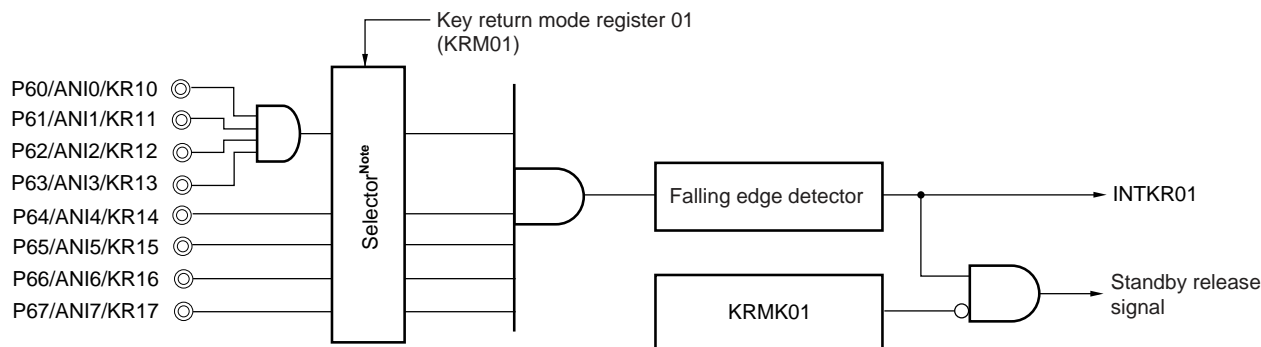 Key return mode register 01
(KRM01)
P60/ANI0/KR10
P61/ANI1/KR11
P62/ANI2/KR12
P63/ANI3/KR13
P64/ANI4/KR14
P65/ANI5/KR15
P66/ANI6/KR16
P67/ANI7/KR17
SelectorNote
Falling edge detector
INTKR01
KRMK01
Standby release
signal